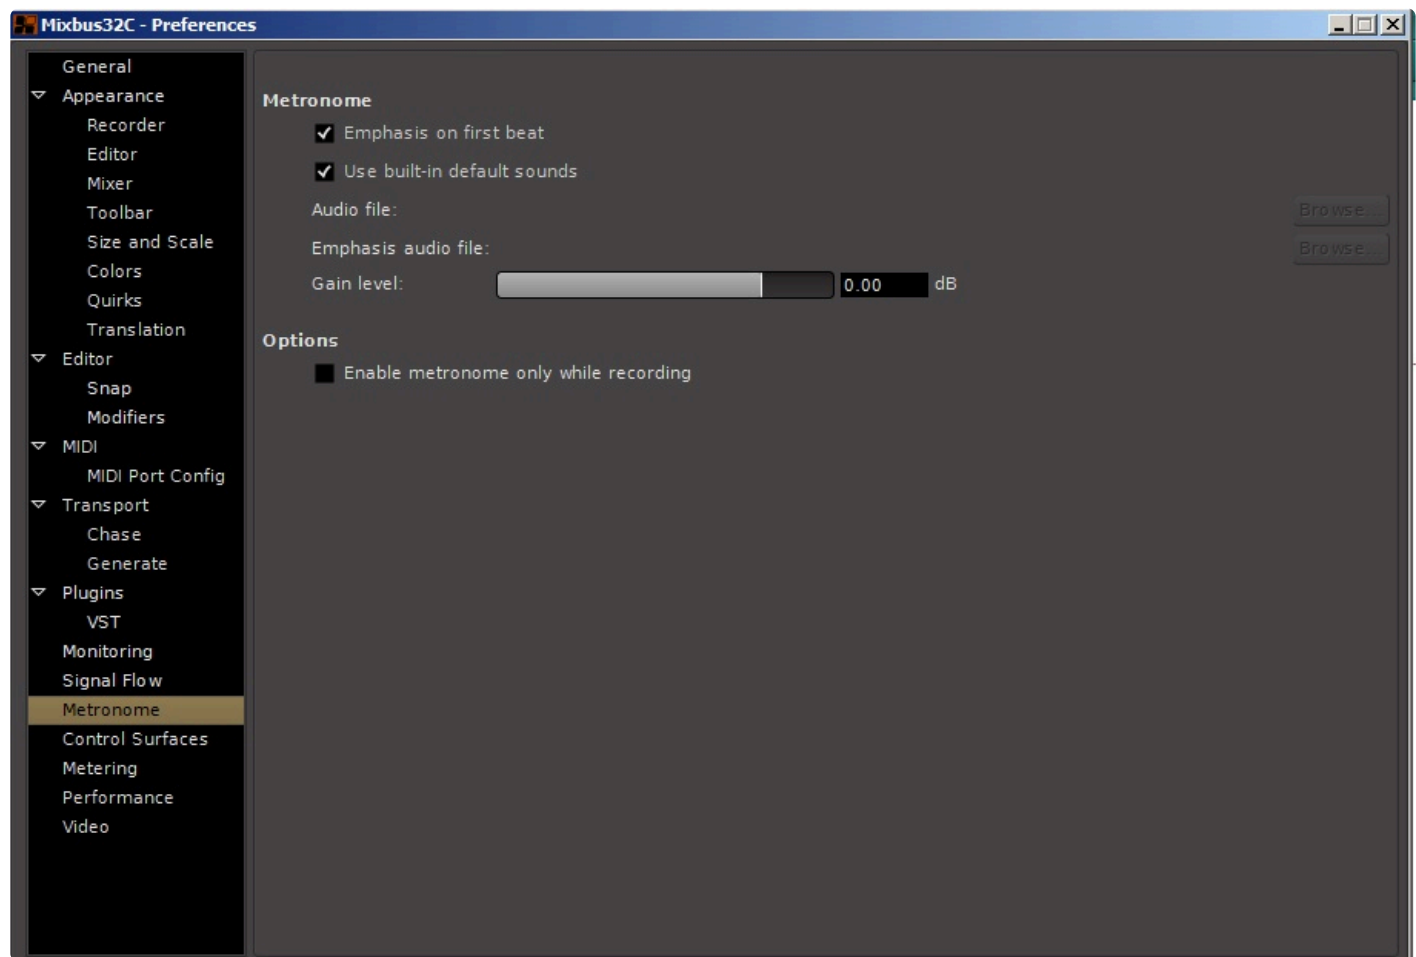 Mixbus32C - Preferences
General
Appearance
Recorder
Editor
Mixer
Toolbar
Size and Scale
Colors
Quirks
Translation
Editor
Snap
Modifiers
MIDI
MIDI Port Config
Transport
Chase
Generate
Plugins
VST
Monitoring
Signal Flow
Metronome
Control Surfaces
Metering
Performance
Video
Metronome
Emphasis on first beat
Use built-in default sounds
Audio file: Browse...
Emphasis audio file: Browse...
Gain level: 0.00 dB
Options
Enable metronome only while recording